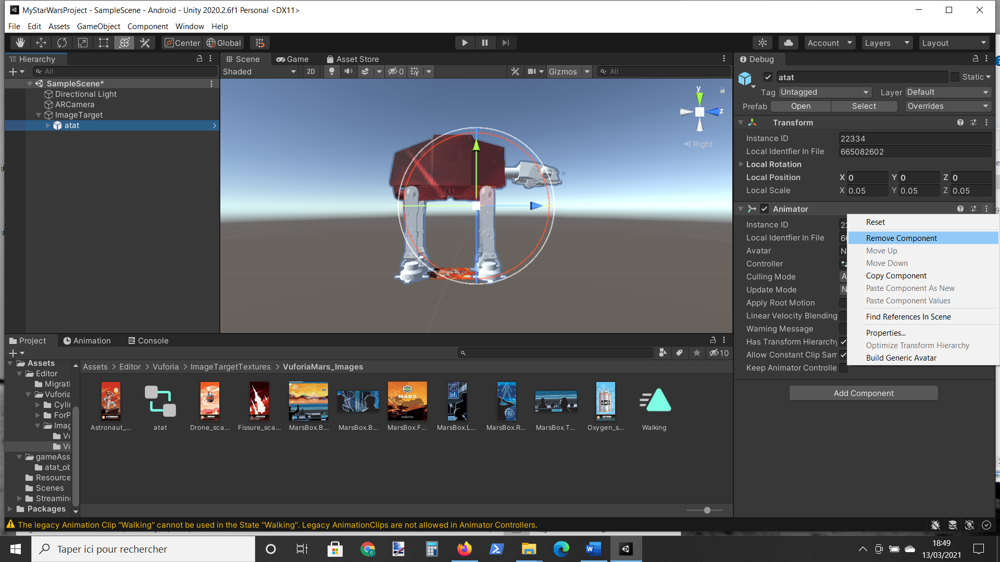 MyStarWarsProject - SampleScene - Android - Unity 2020.2.6f1 Personal <DX11>
File Edit Assets GameObject Component Window Help
Center Global Account Layers Layout
Hierarchy
All
SampleScene*
Directional Light
ARCamera
ImageTarget
atat
Scene Game Asset Store
Shaded 2D 0 Gizmos All
y
z
Right
Debug
atat Static
Tag Untagged Layer Default
Prefab Open Select Overrides
Transform
Instance ID 22334
Local Identfier In File 665082602
Local Rotation
Local Position X 0 Y 0 Z 0
Local Scale X 0.05 Y 0.05 Z 0.05
Animator
Instance ID
Local Identfier In File
Avatar
Controller
Culling Mode
Update Mode
Apply Root Motion
Linear Velocity Blending
Warning Message
Has Transform Hierarchy
Allow Constant Clip Sam
Keep Animator Controlle
Reset
Remove Component
Move Up
Move Down
Copy Component
Paste Component As New
Paste Component Values
Find References In Scene
Properties...
Optimize Transform Hierarchy
Build Generic Avatar
Add Component
Project Animation Console
10
Assets
Editor
Migrati
Vuforia
Cylin
ForP
Imag
Vu
Vu
gameAss
atat_ob
Resource
Scenes
Streaming
Packages
Assets > Editor > Vuforia > ImageTargetTextures > VuforiaMars_Images
ASTRONAUT
DRONE
FISSURE
MARS
vuforia
OXYGEN
Astronaut_... atat Drone_sca... Fissure_sca... MarsBox.B... MarsBox.B... MarsBox.F... MarsBox.L... MarsBox.R... MarsBox.T... Oxygen_s... Walking
The legacy Animation Clip "Walking" cannot be used in the State "Walking". Legacy AnimationClips are not allowed in Animator Controllers.
Taper ici pour rechercher
18:49
13/03/2021